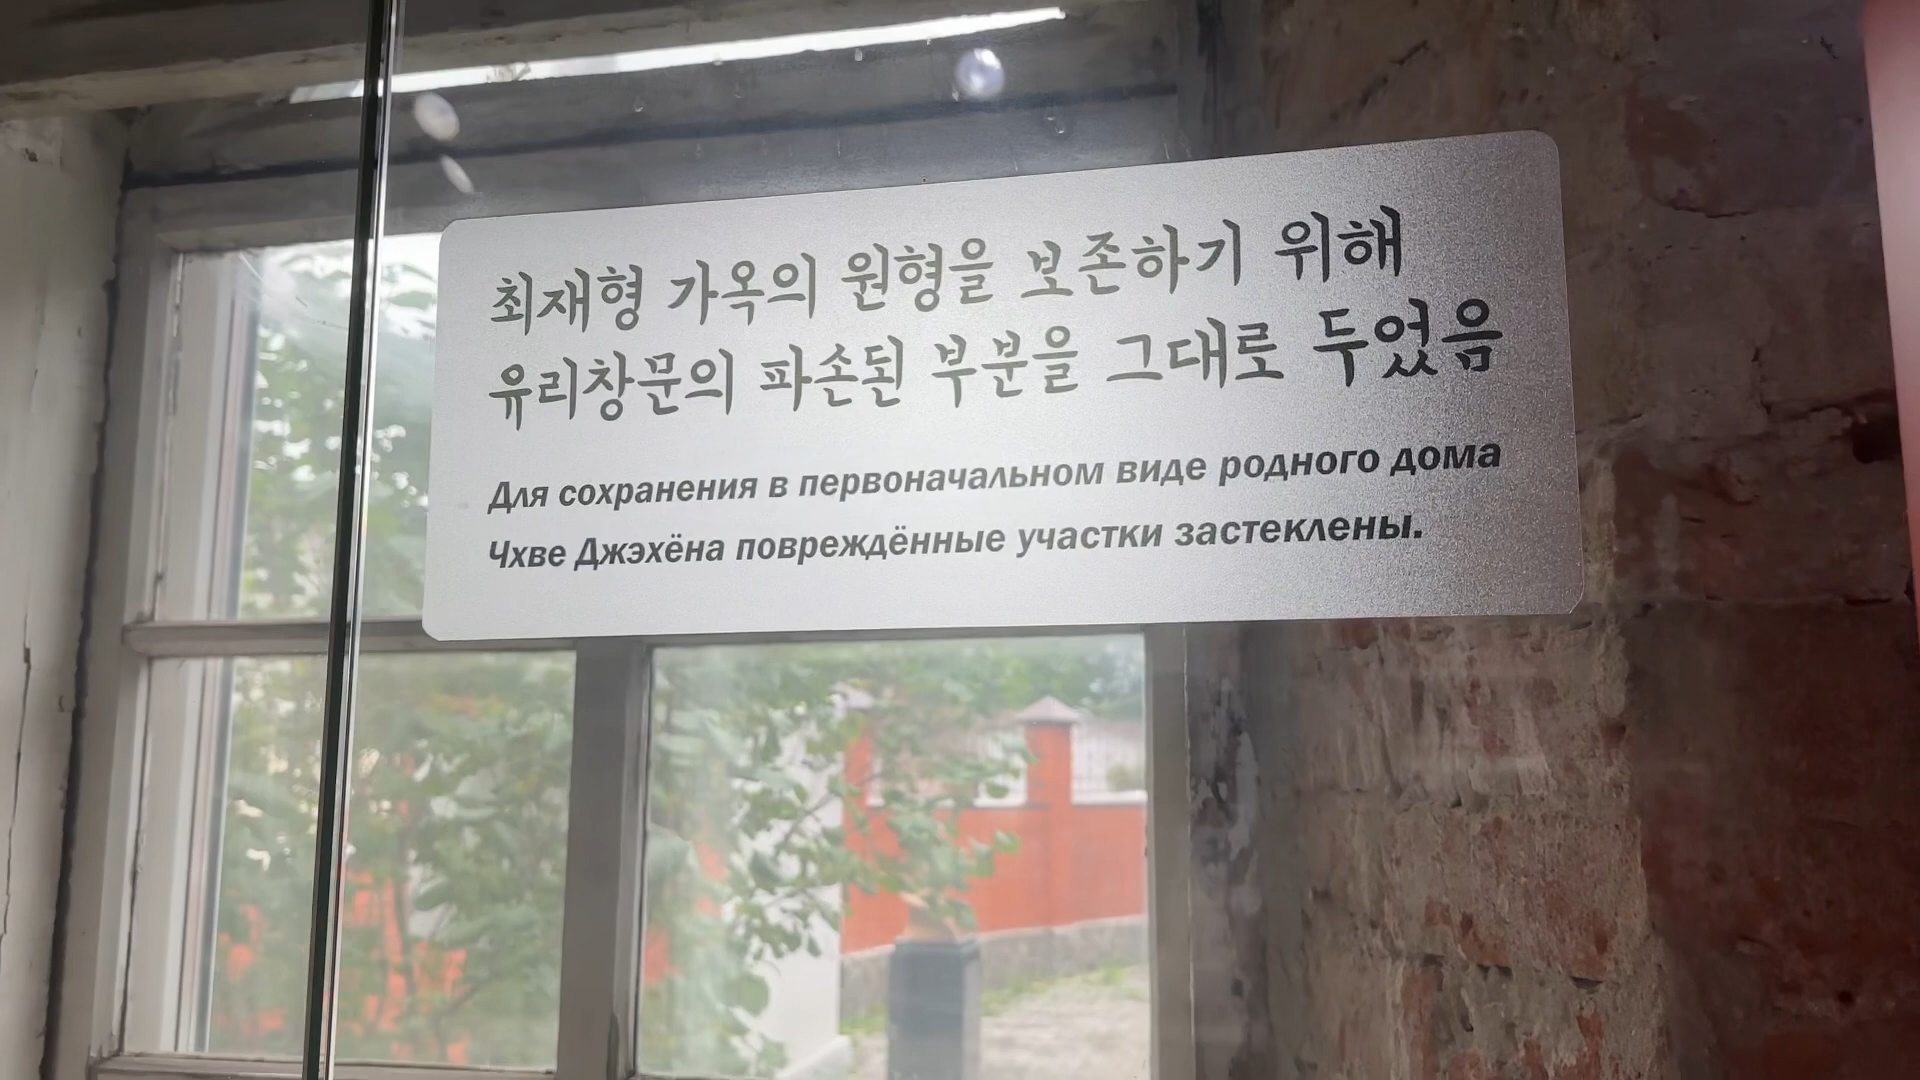 최재형 가옥의 원형을 보존하기 위해
유리창문의 파손된 부분을 그대로 두었음
Для сохранения в первоначальном виде родного дома
Чхве Джэхёна повреждённые участки застеклены.